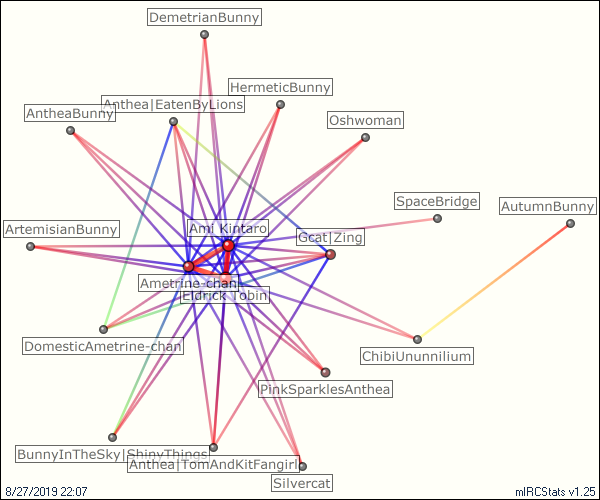 DemetrianBunny
HermeticBunny
Anthea|EatenByLions
AntheaBunny
Oshwoman
SpaceBridge
AutumnBunny
ArtemisianBunny
Ami Kintaro
Gcat|Zing
Ametrine-chan
Eldrick Tobin
DomesticAmetrine-chan
ChibiUnunnilium
PinkSparklesAnthea
BunnyInTheSky|ShinyThings
Anthea|TomAndKitFangirl
Silvercat
8/27/2019 22:07
mIRCStats v1.25